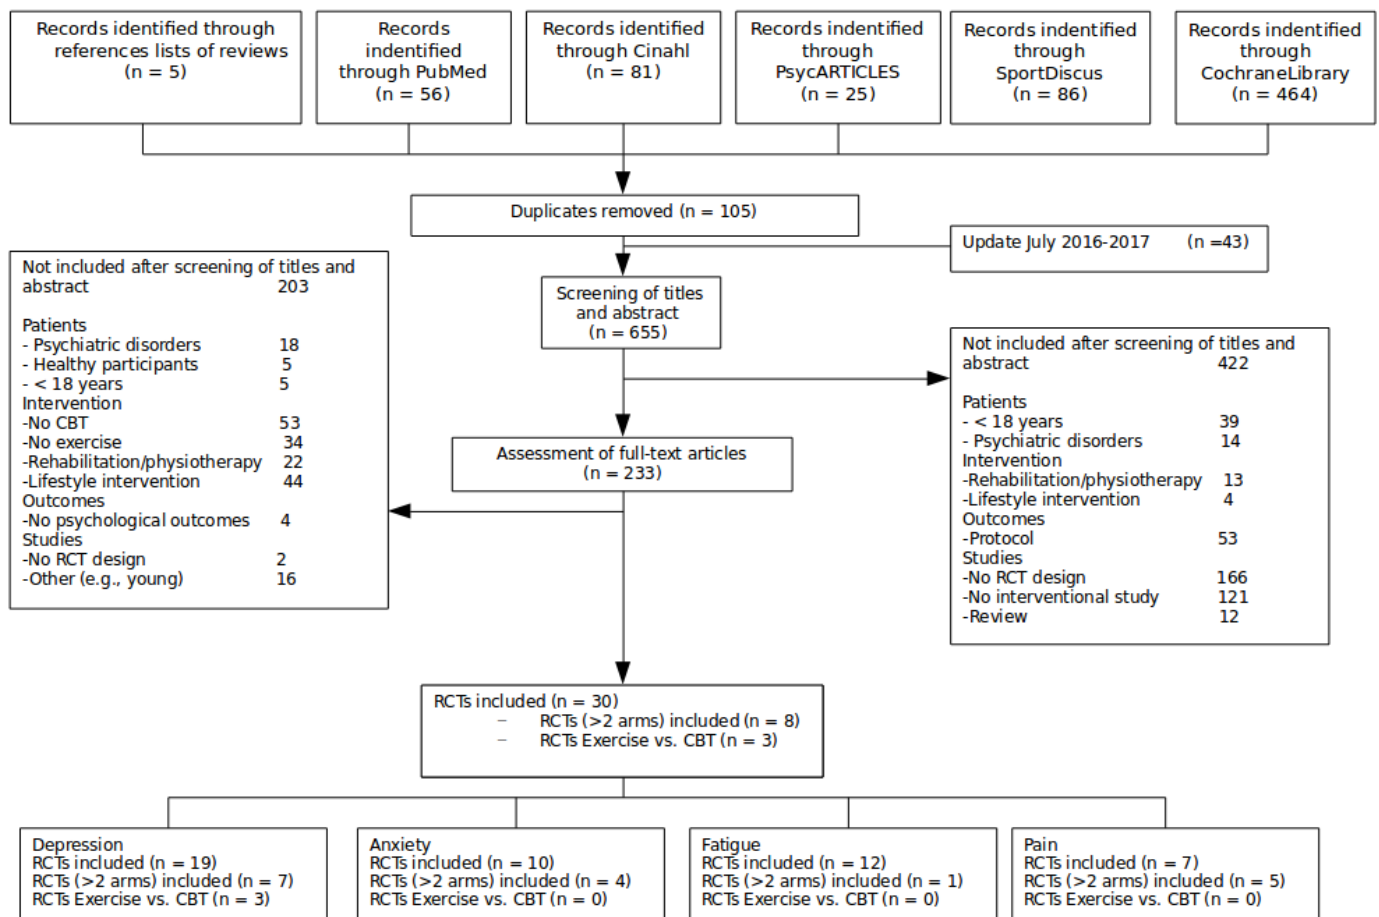 Records identified through
references lists of reviews
(n = 5)
Records
indentified
through PubMed
(n = 56)
Records indentified
through Cinahl
(n = 81)
Records indentified
through
PsycARTICLES
(n = 25)
Records indentified
through
SportDiscus
(n = 86)
Records indentified
through
CochraneLibrary
(n = 464)
Duplicates removed (n = 105)
Update July 2016-2017 (n =43)
Screening of titles
and abstract
(n = 655)
Not included after screening of titles and
abstract 422
Patients
- < 18 years 39
- Psychiatric disorders 14
Intervention
-Rehabilitation/physiotherapy 13
-Lifestyle intervention 4
Outcomes
-Protocol 53
Studies
-No RCT design 166
-No interventional study 121
-Review 12
Assessment of full-text articles
(n = 233)
Not included after screening of titles and
abstract 203
Patients
- Psychiatric disorders 18
- Healthy participants 5
- < 18 years 5
Intervention
-No CBT 53
-No exercise 34
-Rehabilitation/physiotherapy 22
-Lifestyle intervention 44
Outcomes
-No psychological outcomes 4
Studies
-No RCT design 2
-Other (e.g., young) 16
RCTs included (n = 30)
– RCTs (>2 arms) included (n = 8)
– RCTs Exercise vs. CBT (n = 3)
Depression
RCTs included (n = 19)
RCTs (>2 arms) included (n = 7)
RCTs Exercise vs. CBT (n = 3)
Anxiety
RCTs included (n = 10)
RCTs (>2 arms) included (n = 4)
RCTs Exercise vs. CBT (n = 0)
Fatigue
RCTs included (n = 12)
RCTs (>2 arms) included (n = 1)
RCTs Exercise vs. CBT (n = 0)
Pain
RCTs included (n = 7)
RCTs (>2 arms) included (n = 5)
RCTs Exercise vs. CBT (n = 0)